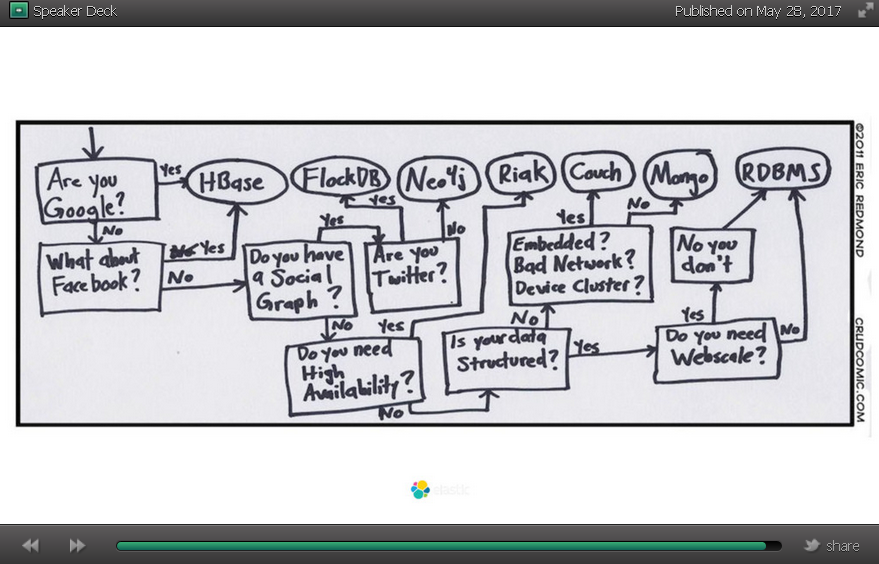 Speaker Deck
Published on May 28, 2017
Are you
Google?
Yes
HBase
FlockDB
Neo4j
Riak
Couch
Mongo
RDBMS
No
What about
Facebook?
Yes
No
Do you have
a Social
Graph?
Yes
No
Are you
Twitter?
Yes
No
Do you need
High
Availability?
Yes
No
Is your data
Structured?
No
Yes
Embedded?
Bad Network?
Device Cluster?
Yes
No
Do you need
Webscale?
Yes
No
No you
don't
©2011 ERIC REDMOND
CRUDCOMIC.COM
elastic
share